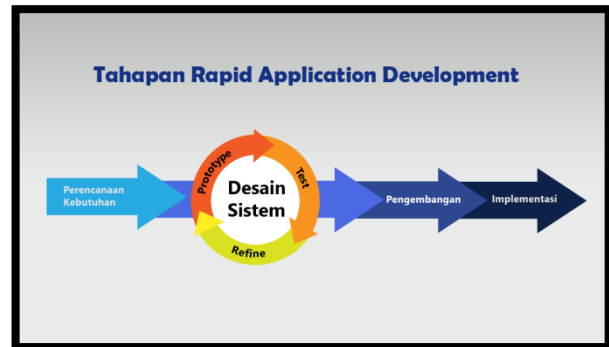 Tahapan Rapid Application Development
Perencanaan
Kebutuhan
Prototype
Desain
Sistem
Test
Refine
Pengembangan
Implementasi